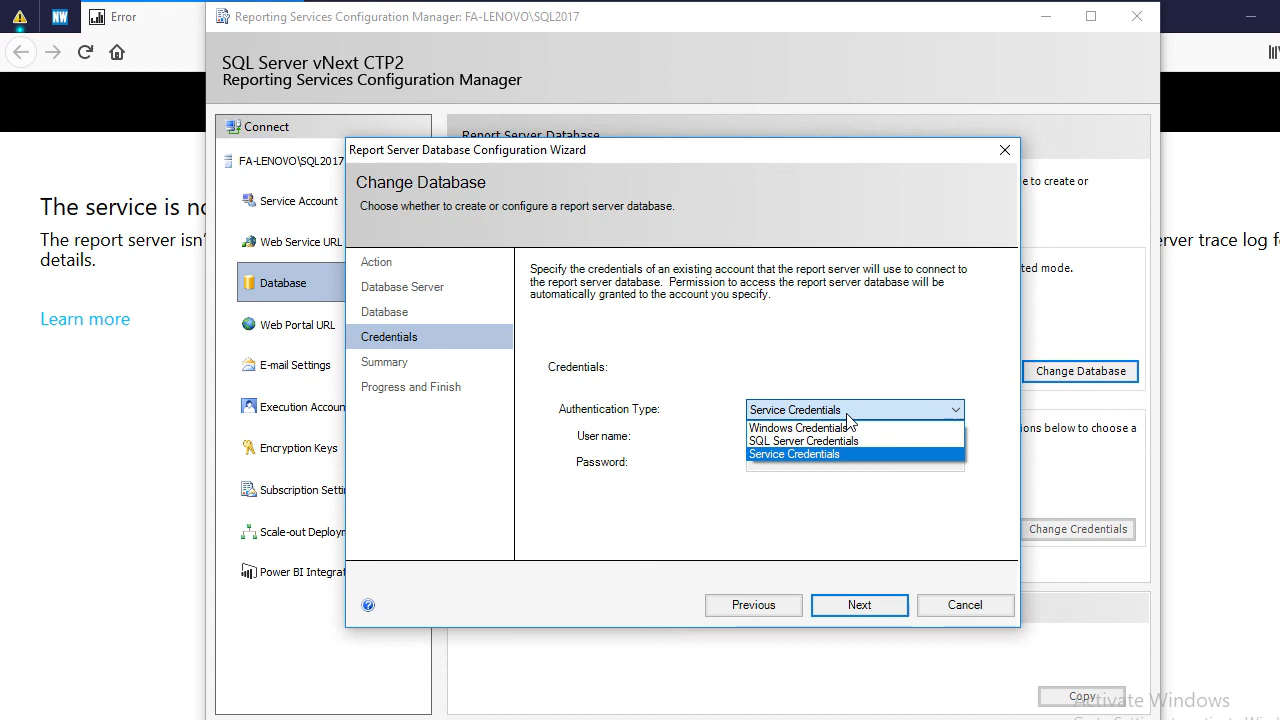 Error
Reporting Services Configuration Manager: FA-LENOVO\SQL2017
SQL Server vNext CTP2
Reporting Services Configuration Manager
Connect
FA-LENOVO\SQL2017
Service Account
Web Service URL
Database
Web Portal URL
E-mail Settings
Execution Accoun
Encryption Keys
Subscription Setti
Scale-out Deploym
Power BI Integrat
Report Server Database
e to create or
ted mode.
Change Database
ions below to choose a
Change Credentials
Copy
Report Server Database Configuration Wizard
Change Database
Choose whether to create or configure a report server database.
Action
Database Server
Database
Credentials
Summary
Progress and Finish
Specify the credentials of an existing account that the report server will use to connect to
the report server database. Permission to access the report server database will be
automatically granted to the account you specify.
Credentials:
Authentication Type:
Service Credentials
Windows Credentials
SQL Server Credentials
Service Credentials
User name:
Password:
Previous
Next
Cancel
The service is no
The report server isn'
erver trace log f
details.
Learn more
Activate Windows